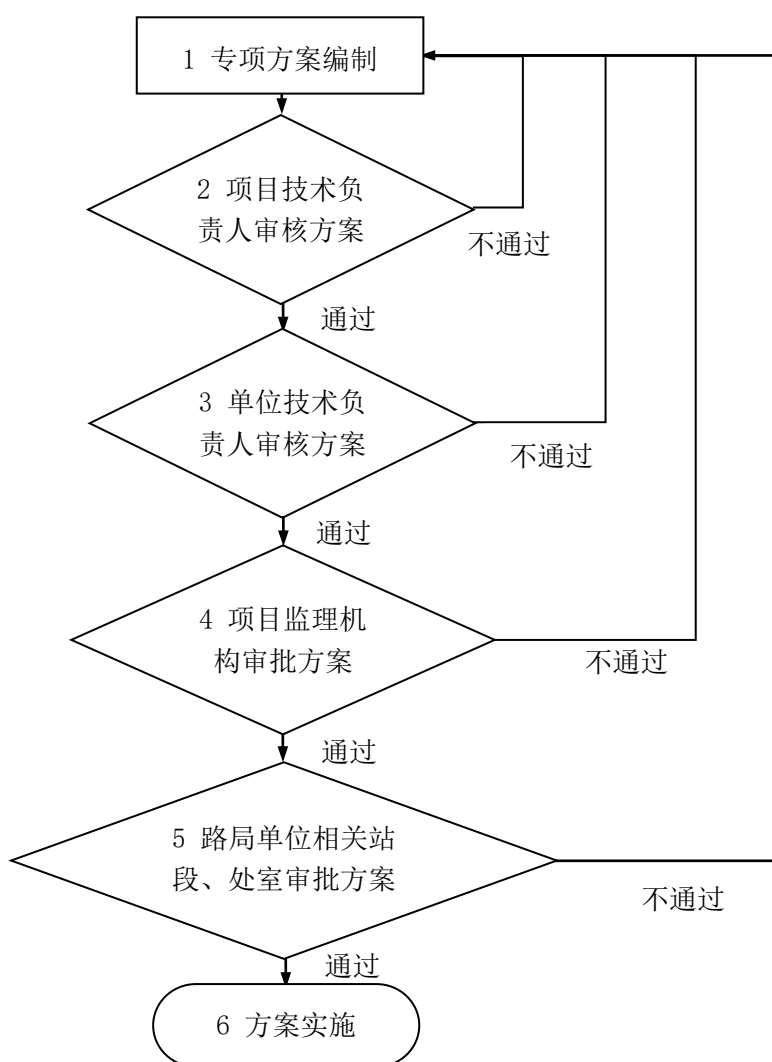 1 专项方案编制
2 项目技术负
责人审核方案
不通过
通过
3 单位技术负
责人审核方案
不通过
通过
4 项目监理机
构审批方案
不通过
通过
5 路局单位相关站
段、处室审批方案
不通过
通过
6 方案实施